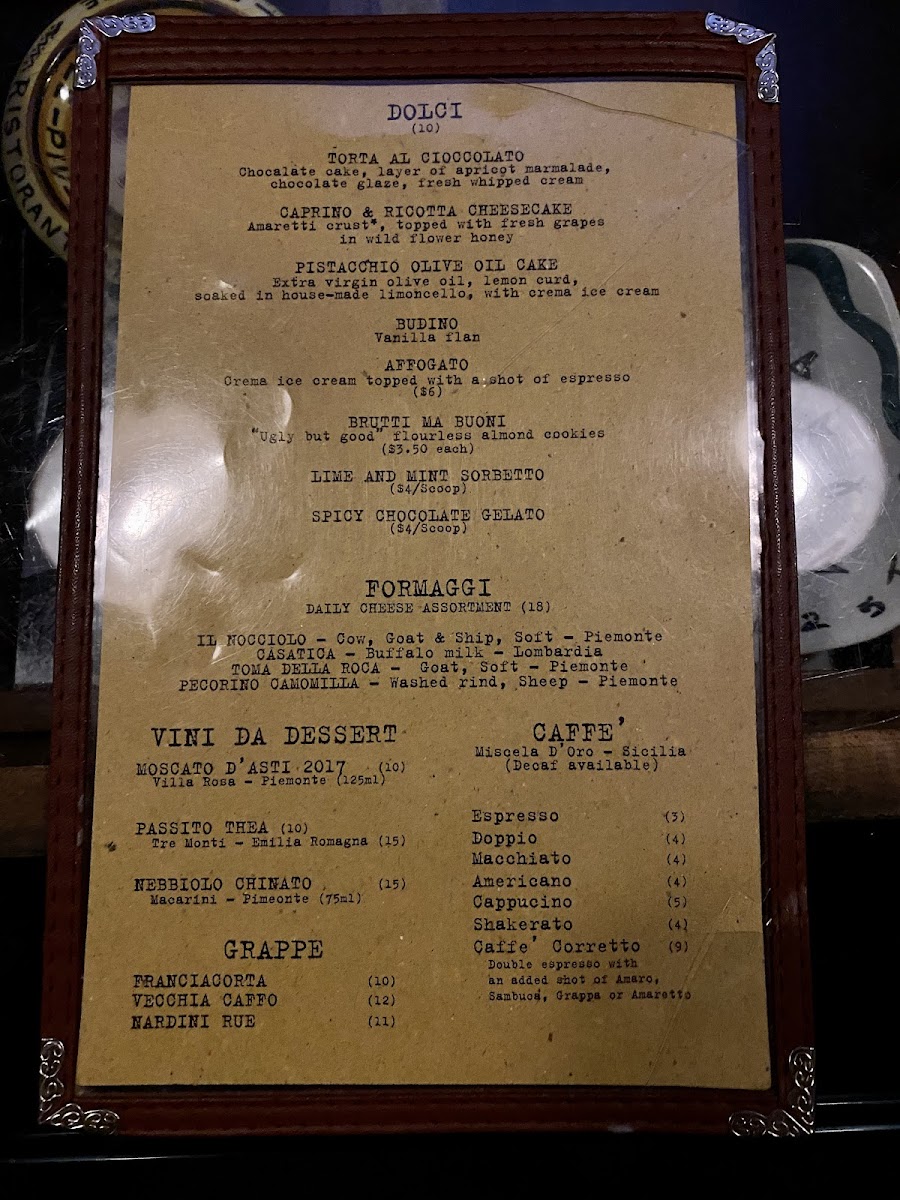 RISTORAN
DOLCI
(10)
TORTA AL CIOCCOLATO
Chocalate cake, layer of apricot marmalade,
chocolate glaze, fresh whipped cream
CAPRINO & RICOTTA CHEESECAKE
Amaretti crust*, topped with fresh grapes
in wild flower honey
PISTACCHIO OLIVE OIL CAKE
Extra virgin olive oil, lemon curd,
soaked in house-made limoncello, with crema ice cream
BUDINO
Vanilla flan
AFFOGATO
Crema ice cream topped with a shot of espresso
($6)
BRUTTI MA BUONI
"Ugly but good" flourless almond cookies
($3.50 each)
LIME AND MINT SORBETTO
($4/Scoop)
SPICY CHOCOLATE GELATO
($4/Scoop)
FORMAGGI
DAILY CHEESE ASSORTMENT (18)
IL NOCCIOLO - Cow, Goat & Ship, Soft - Piemonte
CASATICA - Buffalo milk - Lombardia
TOMA DELLA ROCA - Goat, Soft - Piemonte
PECORINO CAMOMILLA - Washed rind, Sheep - Piemonte
VINI DA DESSERT
MOSCATO D'ASTI 2017 (10)
Villa Rosa - Piemonte (125ml)
PASSITO THEA (10)
Tre Monti - Emilia Romagna (15)
NEBBIOLO CHINATO (15)
Macarini - Pimeonte (75ml)
GRAPPE
FRANCIACORTA (10)
VECCHIA CAFFO (12)
NARDINI RUE (11)
CAFFE'
Miscela D'Oro - Sicilia
(Decaf available)
Espresso (3)
Doppio (4)
Macchiato (4)
Americano (4)
Cappucino (5)
Shakerato (4)
Caffe' Corretto (9)
Double espresso with
an added shot of Amaro,
Sambuca, Grappa or Amaretto